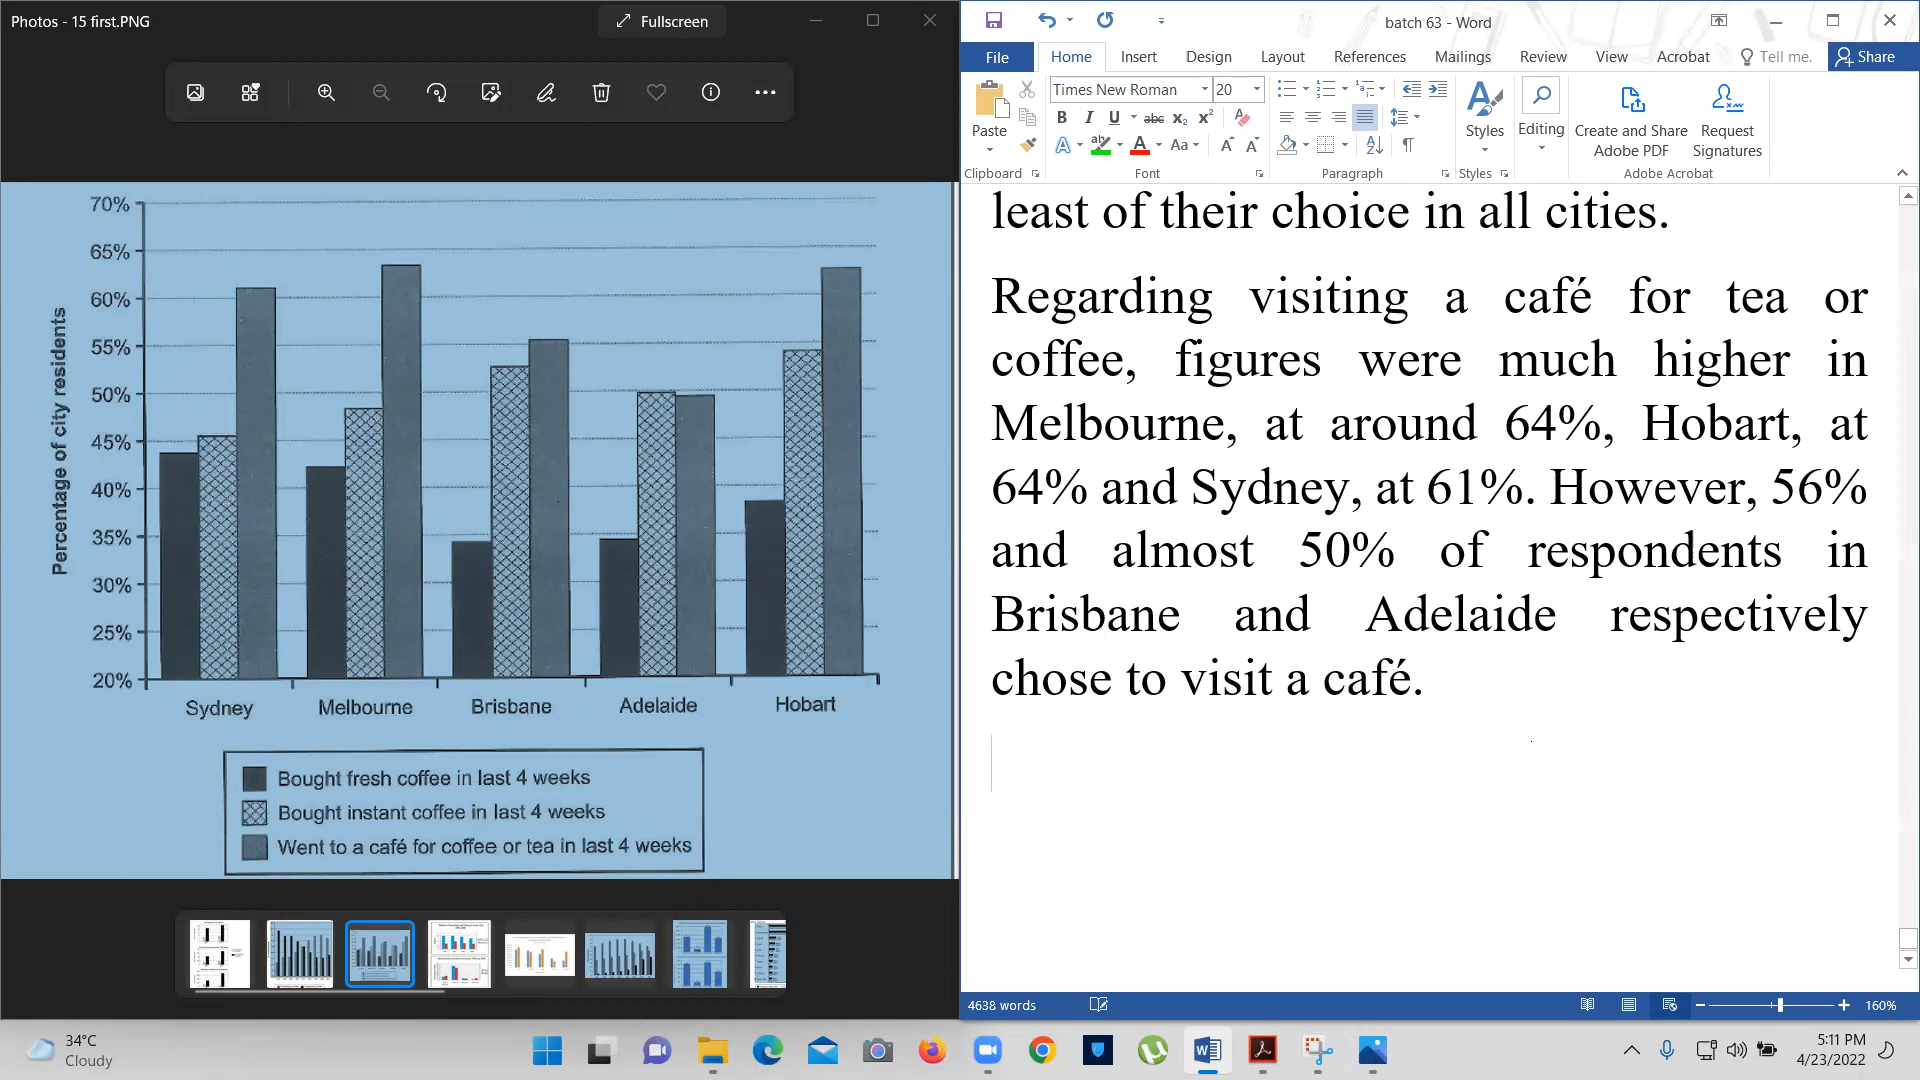 Photos - 15 first.PNG
Fullscreen
70%
65%
60%
55%
50%
45%
40%
35%
30%
25%
20%
Percentage of city residents
Sydney
Melbourne
Brisbane
Adelaide
Hobart
Bought fresh coffee in last 4 weeks
Bought instant coffee in last 4 weeks
Went to a café for coffee or tea in last 4 weeks
batch 63 - Word
File Home Insert Design Layout References Mailings Review View Acrobat Tell me. Share
Times New Roman 20
Paste
Clipboard
Font
Paragraph
Styles
Styles
Editing
Create and Share
Adobe PDF
Request
Signatures
Adobe Acrobat
least of their choice in all cities.
Regarding visiting a café for tea or
coffee, figures were much higher in
Melbourne, at around 64%, Hobart, at
64% and Sydney, at 61%. However, 56%
and almost 50% of respondents in
Brisbane and Adelaide respectively
chose to visit a café.
4638 words
160%
34°C
Cloudy
5:11 PM
4/23/2022